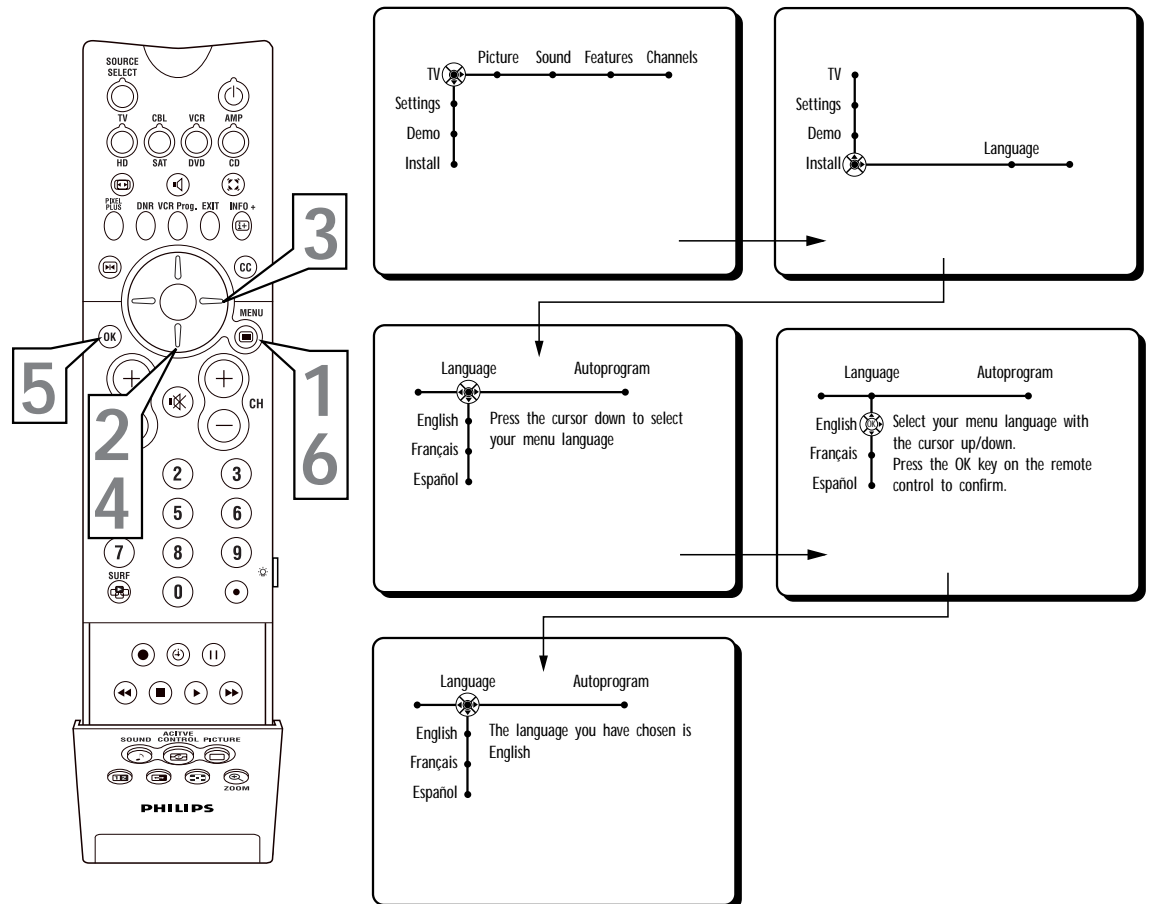 SOURCE
SELECT
TV CBL VCR AMP
HD SAT DVD CD
PIXEL
PLUS DNR VCR Prog. EXIT INFO +
i+
CC
MENU
OK
CH
2 3
5 6
7 8 9
SURF
0
ACITVE
SOUND CONTROL PICTURE
ZOOM
PHILIPS
3
5
2
4
1
6
Picture Sound Features Channels
TV
Settings
Demo
Install
TV
Settings
Demo
Install
Language
Language Autoprogram
English
Français
Español
Press the cursor down to select
your menu language
Language Autoprogram
English
Français
Español
OK
Select your menu language with
the cursor up/down.
Press the OK key on the remote
control to confirm.
Language Autoprogram
English
Français
Español
The language you have chosen is
English